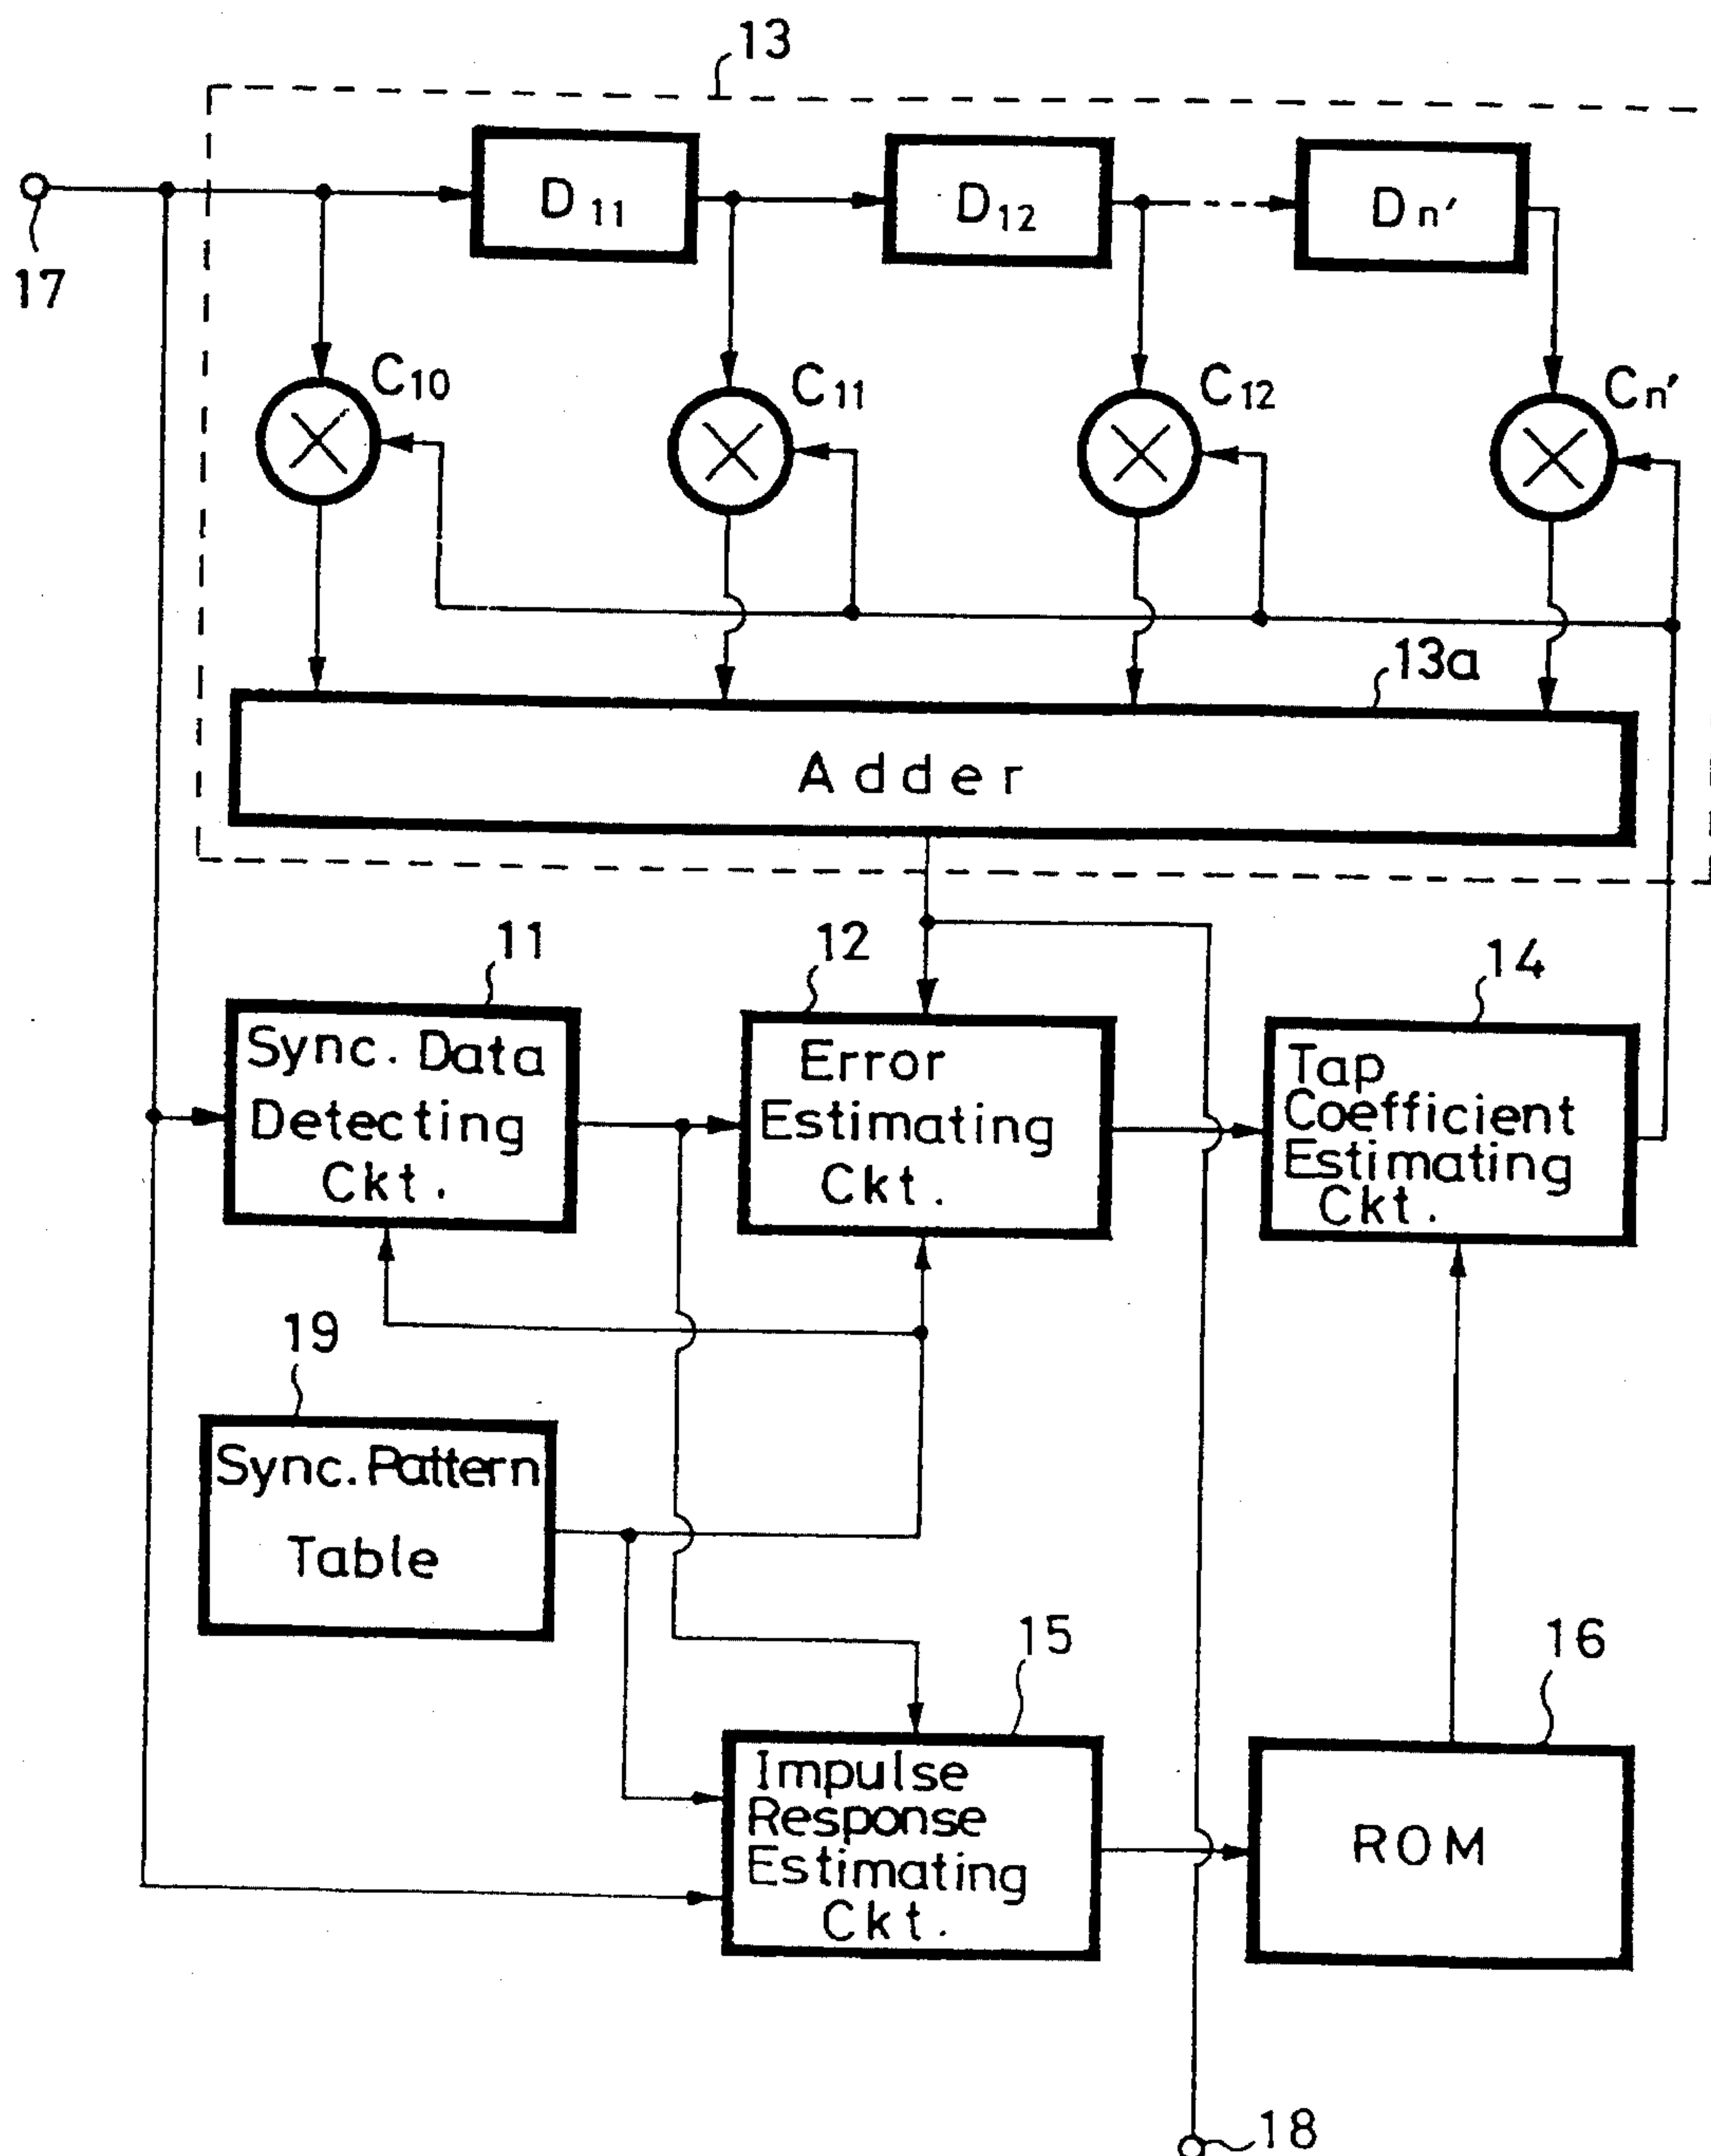 13
D11
D12
Dn'
17
C10
C11
C12
Cn'
13a
Adder
11
12
14
Sync. Data
Detecting
Ckt.
Error
Estimating
Ckt.
Tap
Coefficient
Estimating
Ckt.
19
Sync. Pattern
Table
15
16
Impulse
Response
Estimating
Ckt.
ROM
18